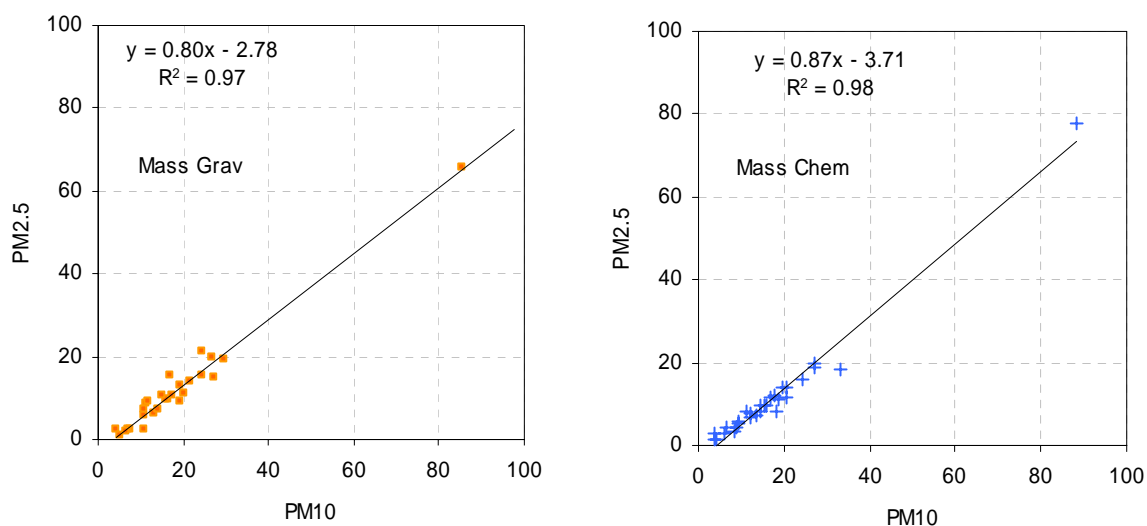 y = 0.80x - 2.78
R² = 0.97
Mass Grav
100
80
60
40
20
0
PM2.5
0 20 40 60 80 100
PM10
y = 0.87x - 3.71
R² = 0.98
Mass Chem
100
80
60
40
20
0
PM2.5
0 20 40 60 80 100
PM10